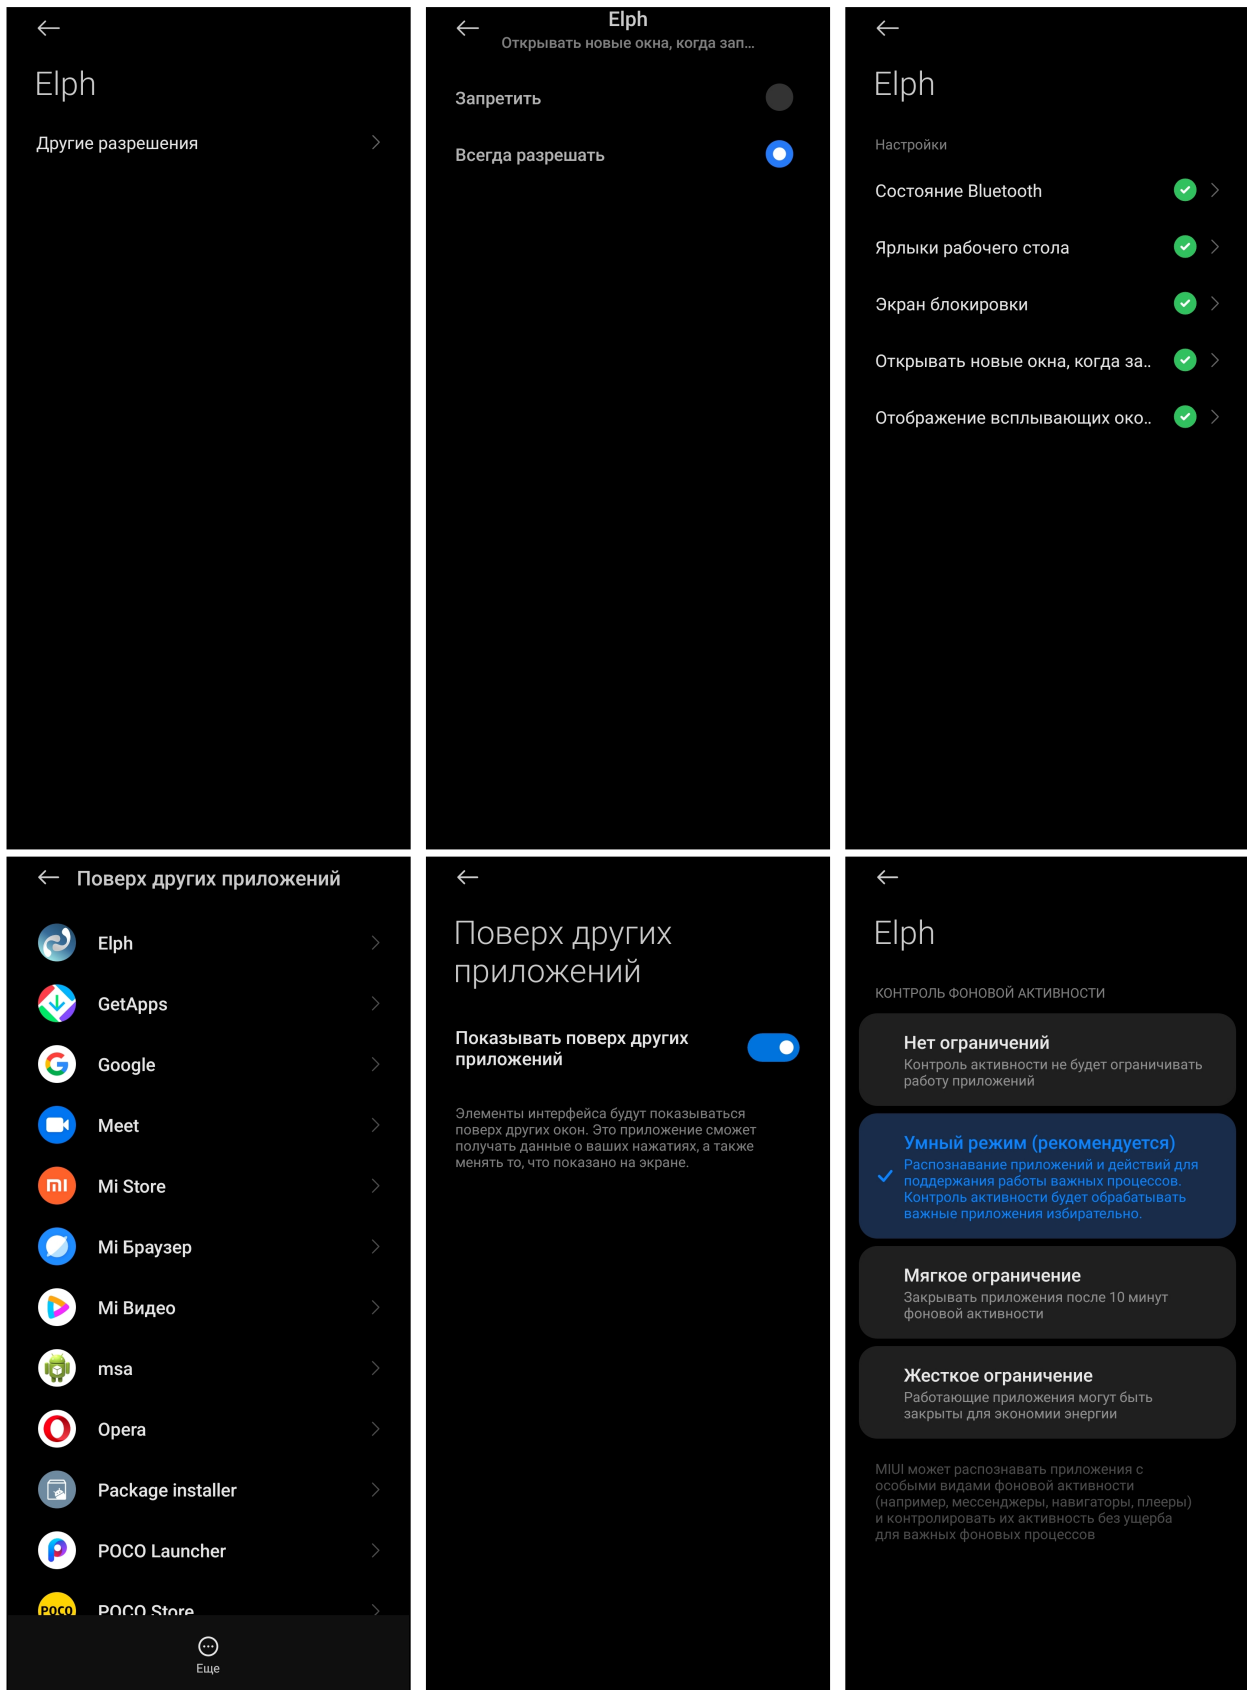 Elph
Другие разрешения
Elph
Открывать новые окна, когда зап...
Запретить
Всегда разрешать
Elph
Настройки
Состояние Bluetooth
Ярлыки рабочего стола
Экран блокировки
Открывать новые окна, когда за..
Отображение всплывающих око..
Поверх других приложений
Elph
GetApps
Google
Meet
Mi Store
Mi Браузер
Mi Видео
msa
Opera
Package installer
POCO Launcher
POCO
POCO Store
Еще
Поверх других
приложений
Показывать поверх других
приложений
Элементы интерфейса будут показываться
поверх других окон. Это приложение сможет
получать данные о ваших нажатиях, а также
менять то, что показано на экране.
Elph
КОНТРОЛЬ ФОНОВОЙ АКТИВНОСТИ
Нет ограничений
Контроль активности не будет ограничивать
работу приложений
Умный режим (рекомендуется)
Распознавание приложений и действий для
поддержания работы важных процессов.
Контроль активности будет обрабатывать
важные приложения избирательно.
Мягкое ограничение
Закрывать приложения после 10 минут
фоновой активности
Жесткое ограничение
Работающие приложения могут быть
закрыты для экономии энергии
MIUI может распознавать приложения с
особыми видами фоновой активности
(например, мессенджеры, навигаторы, плееры)
и контролировать их активность без ущерба
для важных фоновых процессов